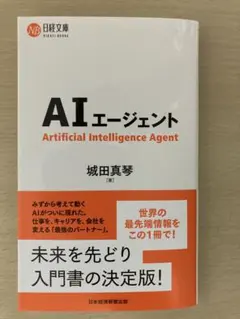 NB 日経文庫
NIKKEI BUNKO
AIエージェント
Artificial Intelligence Agent
城田真琴
[著]
みずから考えて動く
AIがついに現れた。
仕事を、キャリアを、会社を
変える「最強のパートナー」。
世界の
最先端情報を
この1冊で!
未来を先どり
入門書の決定版!
日本経済新聞出版